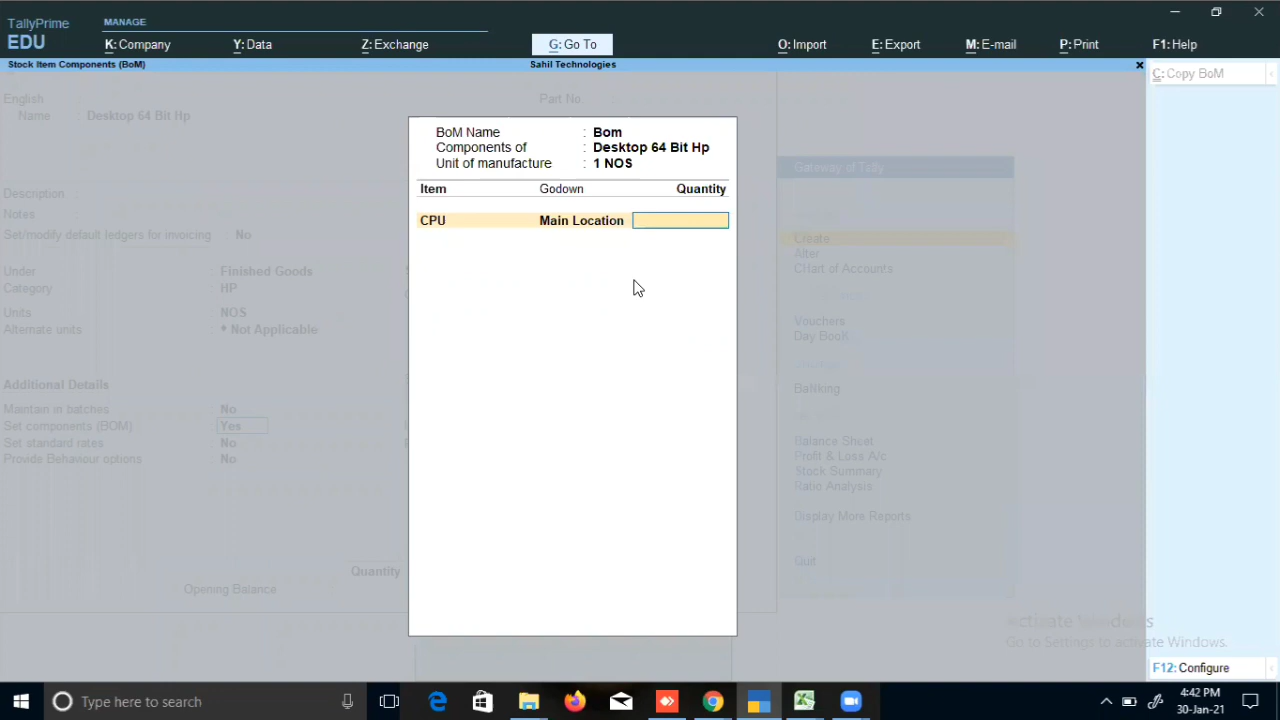 TallyPrime
EDU
MANAGE
K: Company
Y: Data
Z: Exchange
G: Go To
O: Import
E: Export
M: E-mail
P: Print
F1: Help
Stock Item Components (BoM)
Sahil Technologies
C: Copy BoM
English
Part No.
Name : Desktop 64 Bit Hp
BoM Name : Bom
Components of : Desktop 64 Bit Hp
Unit of manufacture : 1 NOS
Item Godown Quantity
CPU Main Location
Gateway of Tally
Description :
Notes :
Set/modify default ledgers for invoicing : No
Create
Alter
CHart of Accounts
Under : Finished Goods
Category : HP
Units : NOS
Alternate units : * Not Applicable
Vouchers
Day BooK
BaNking
Additional Details
Maintain in batches : No
Set components (BOM) : Yes
Set standard rates : No
Provide Behaviour options : No
Balance Sheet
Profit & Loss A/c
Stock Summary
Ratio Analysis
Display More Reports
Quit
Quantity
Opening Balance
Activate Windows
Go to Settings to activate Windows.
F12: Configure
Type here to search
4:42 PM
30-Jan-21